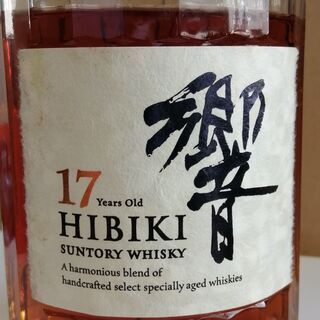 響
17 Years Old
HIBIKI
SUNTORY WHISKY
A harmonious blend of
handcrafted select specially aged whiskies